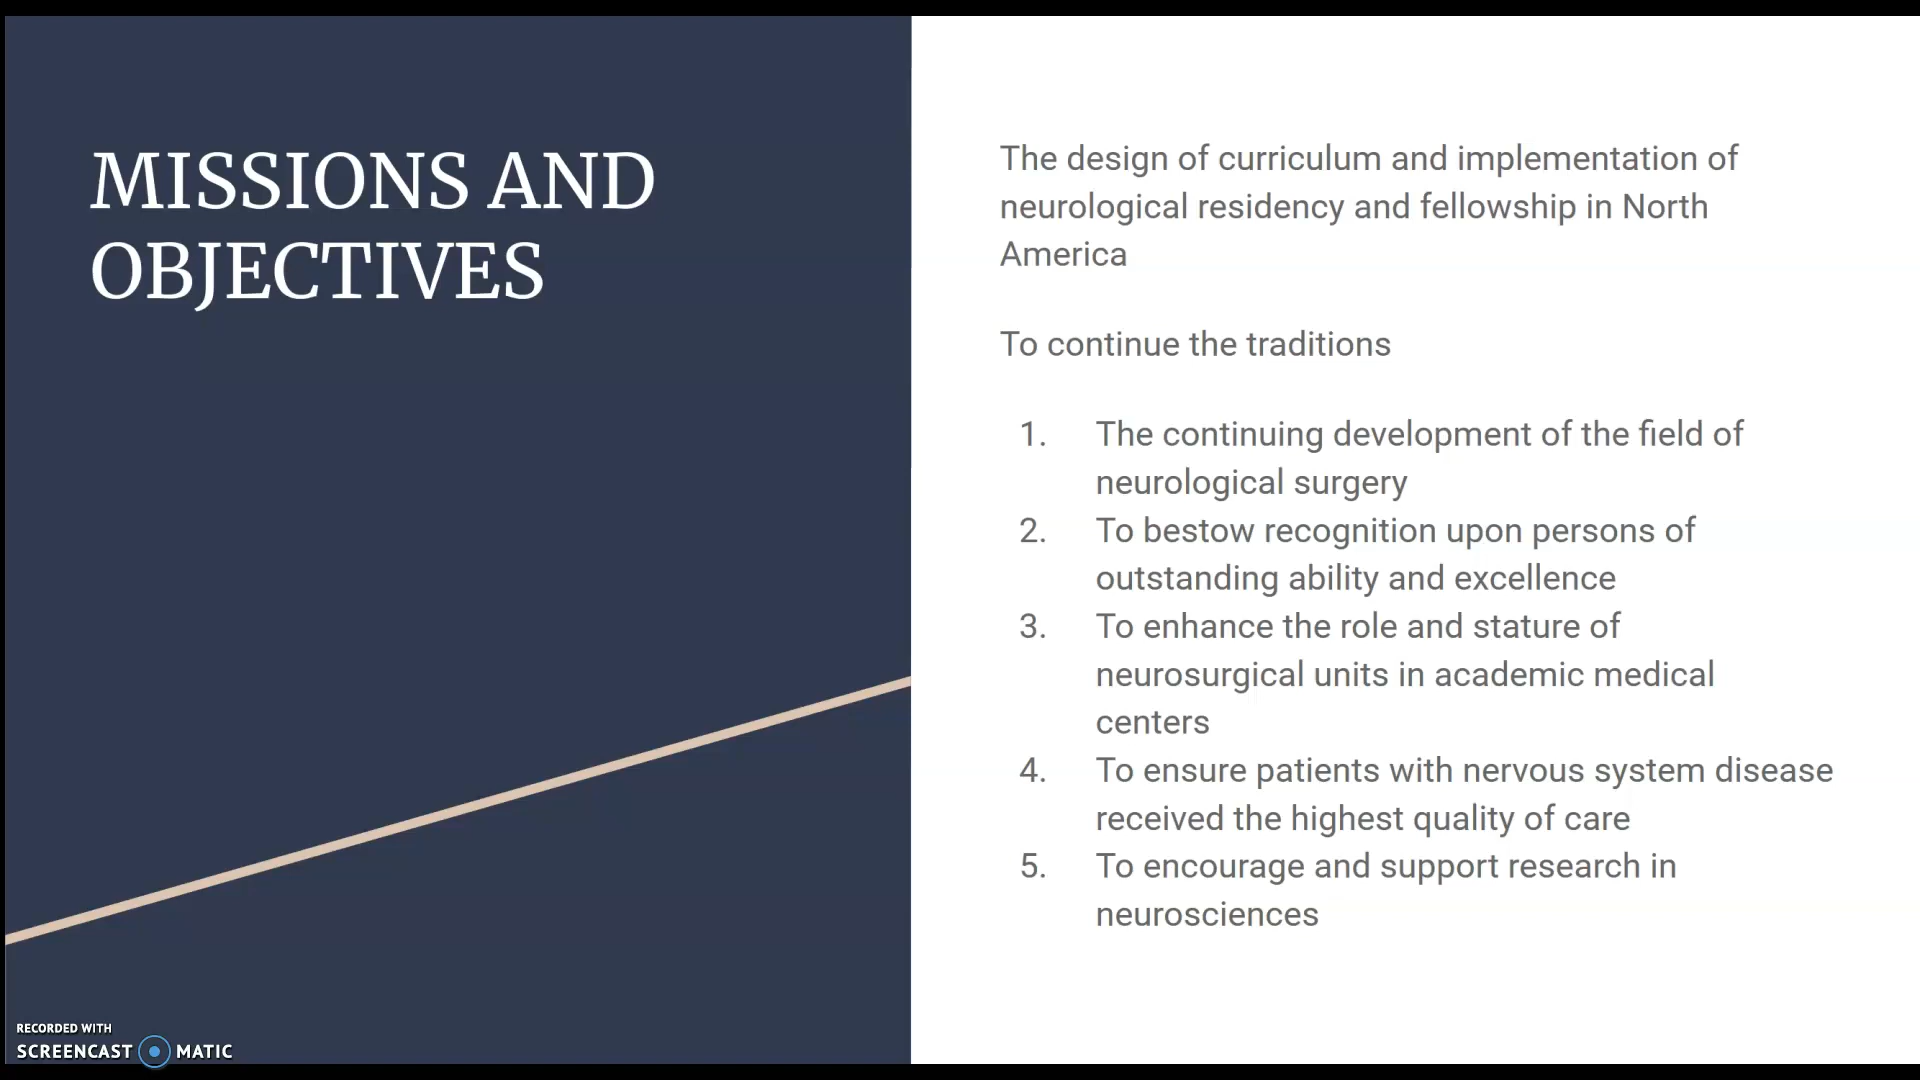 MISSIONS AND
OBJECTIVES
The design of curriculum and implementation of
neurological residency and fellowship in North
America
To continue the traditions
1. The continuing development of the field of
neurological surgery
2. To bestow recognition upon persons of
outstanding ability and excellence
3. To enhance the role and stature of
neurosurgical units in academic medical
centers
4. To ensure patients with nervous system disease
received the highest quality of care
5. To encourage and support research in
neurosciences
RECORDED WITH
SCREENCAST MATIC